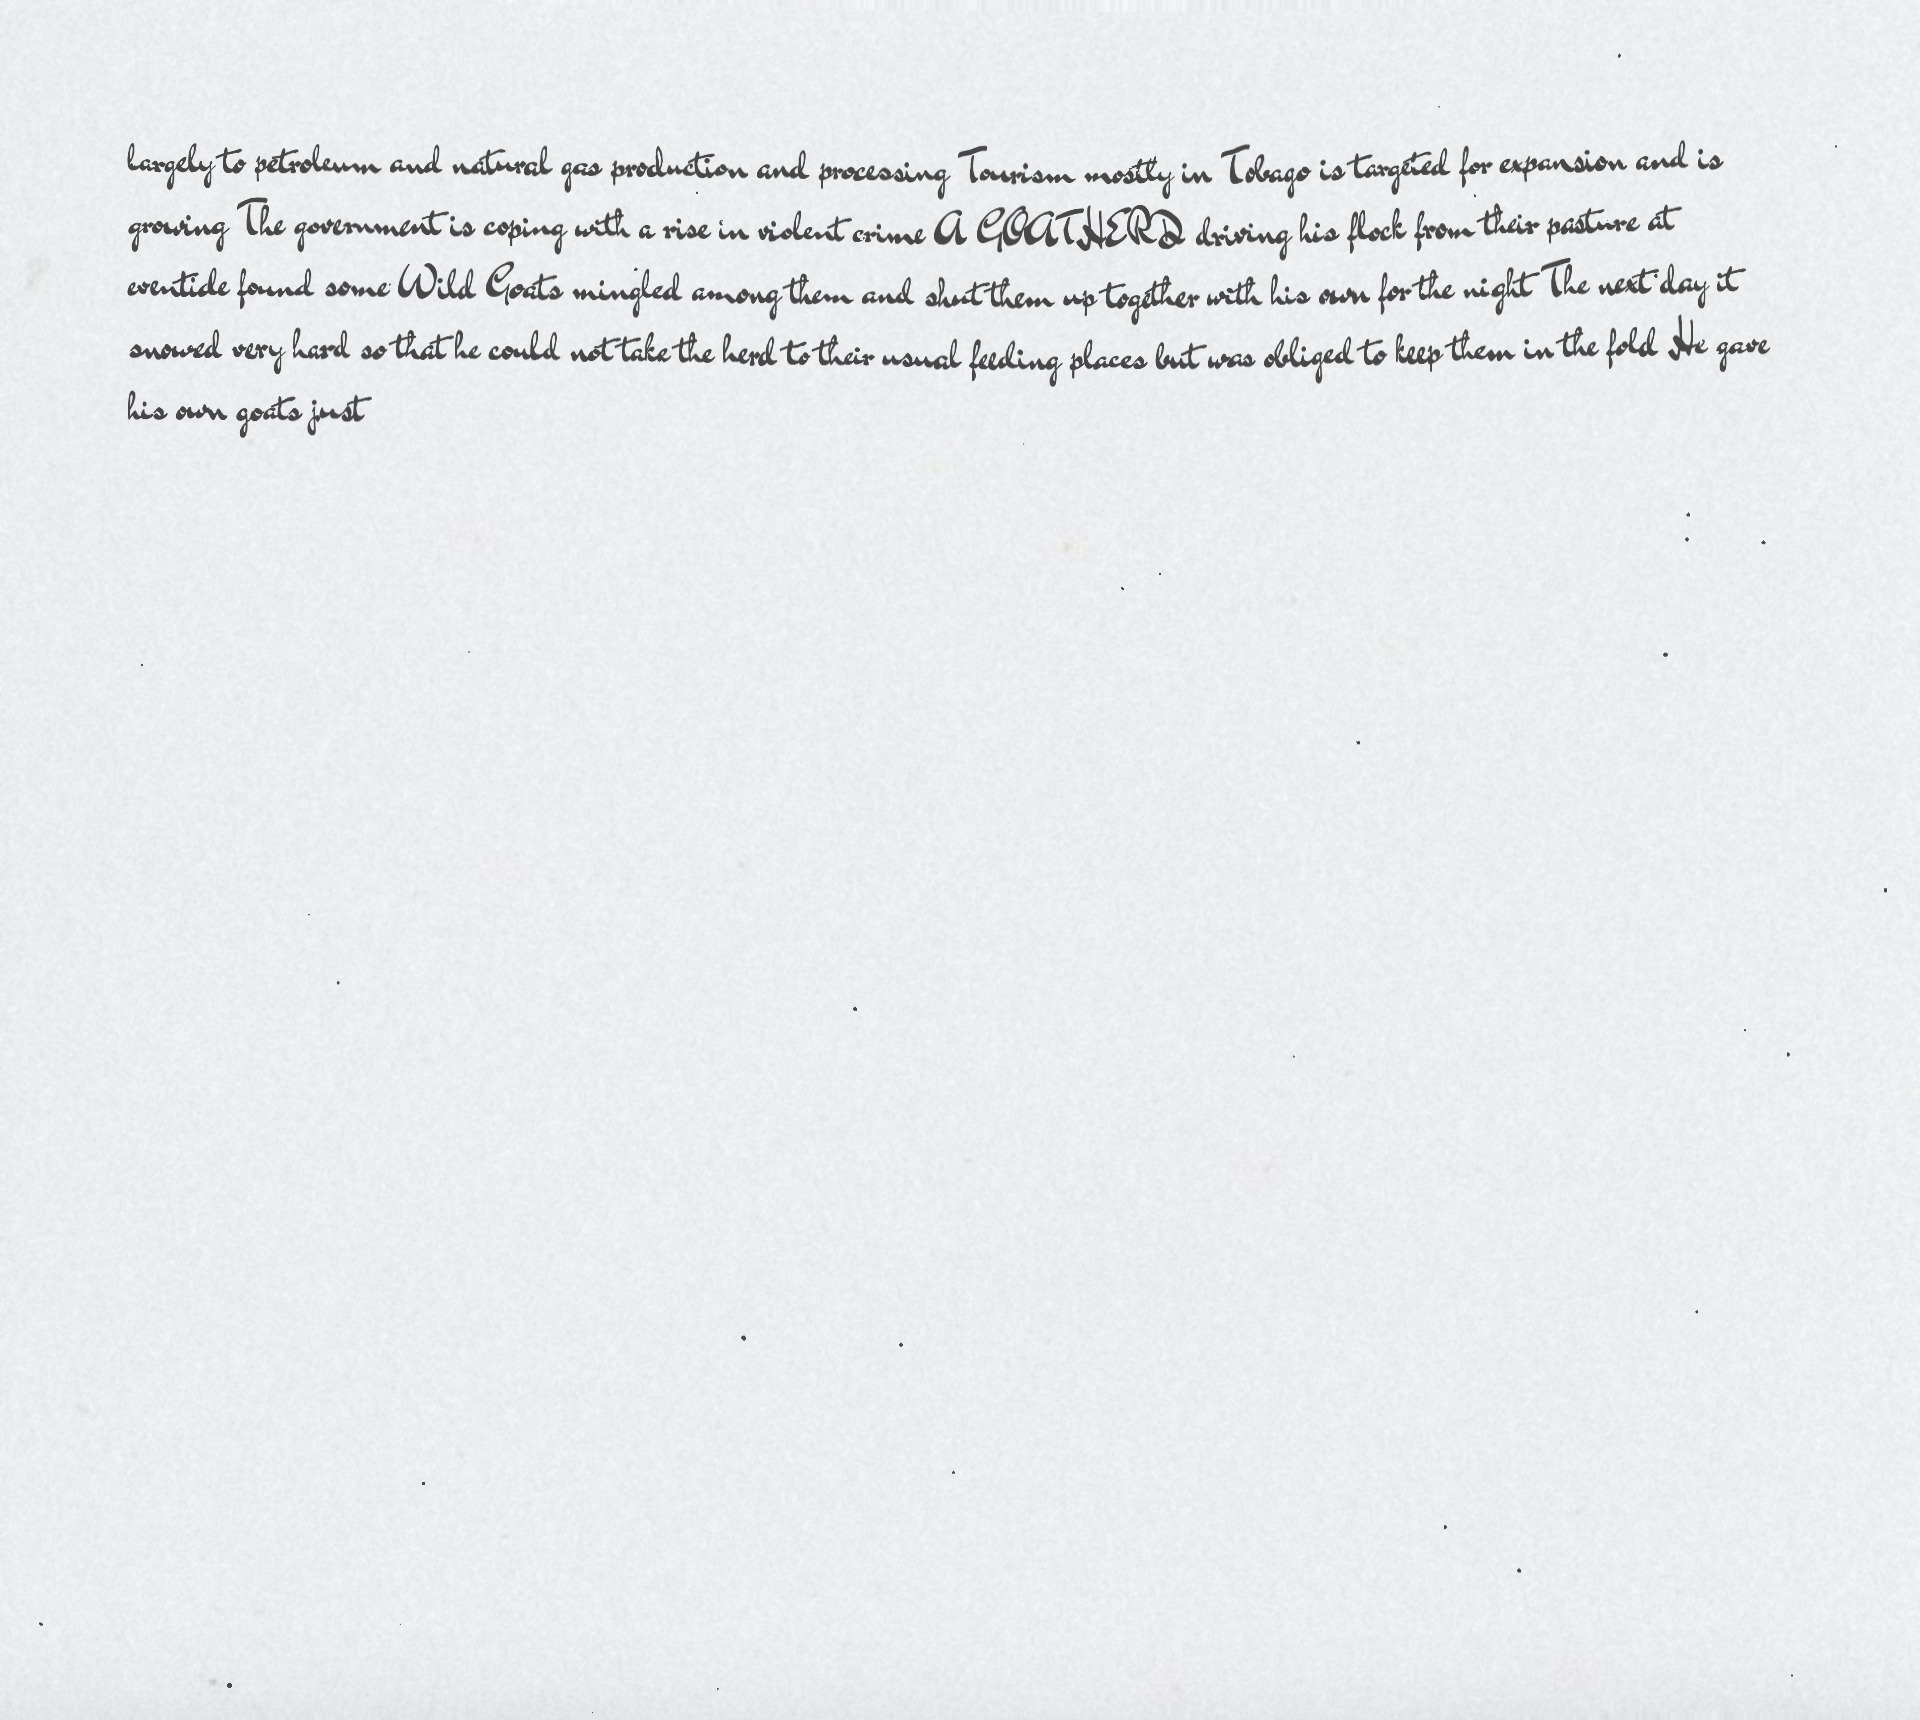 largely to petroleum and natural gas production and processing Tourism mostly in Tobago is targeted for expansion and is
growing The government is coping with a rise in violent crime A GOATHERD driving his flock from their pasture at
eventide found some Wild Goats mingled among them and shut them up together with his own for the night The next day it
snowed very hard so that he could not take the herd to their usual feeding places but was obliged to keep them in the fold He gave
his own goats just